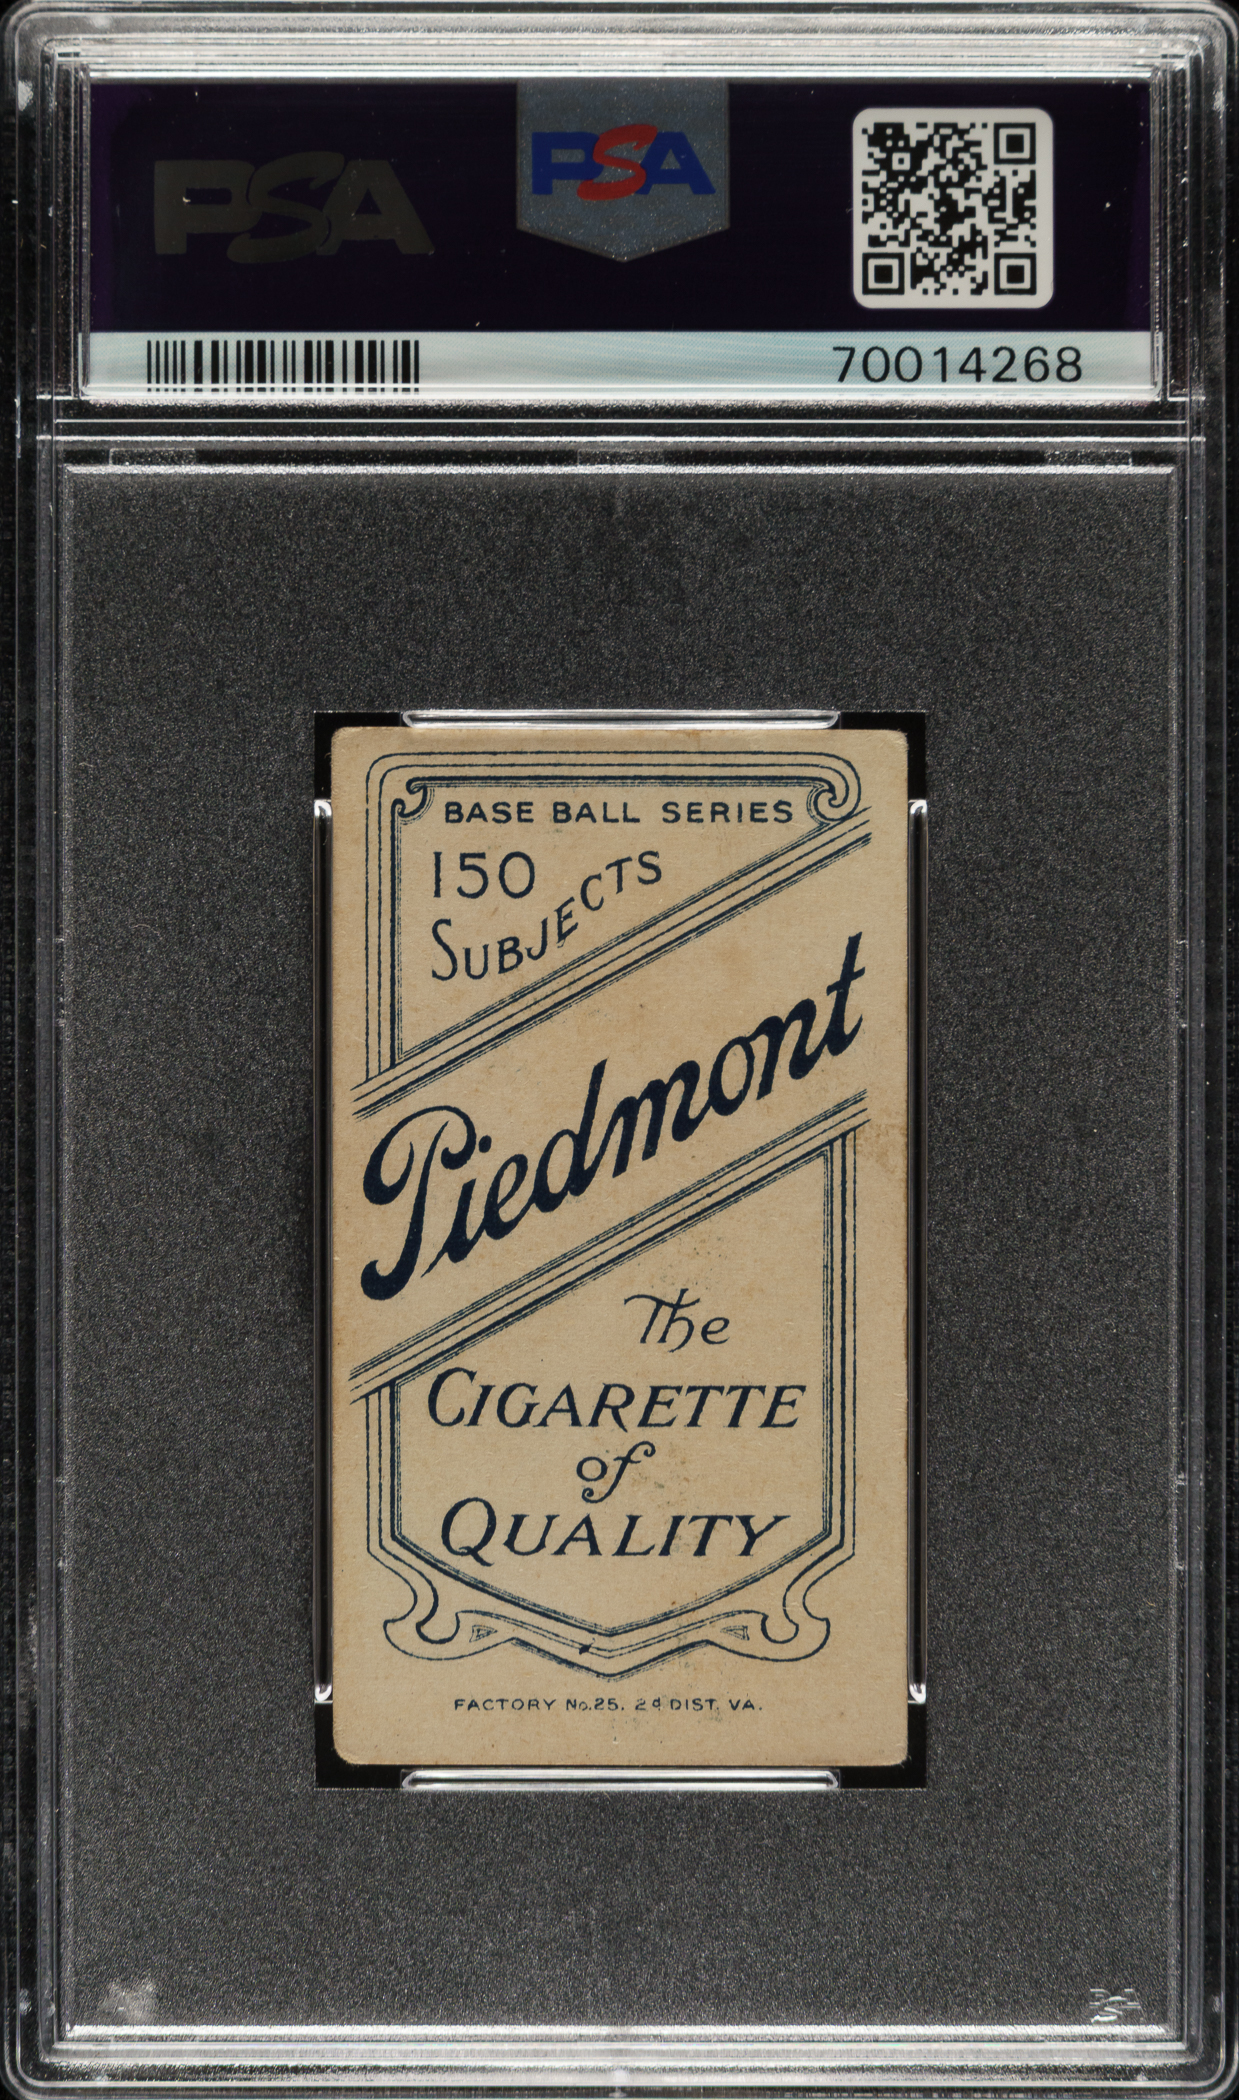 PSA
PSA
70014268
BASE BALL SERIES
150
SUBJECTS
Piedmont
The
CIGARETTE
of
QUALITY
FACTORY No.25. 2d DIST. VA.
PSA